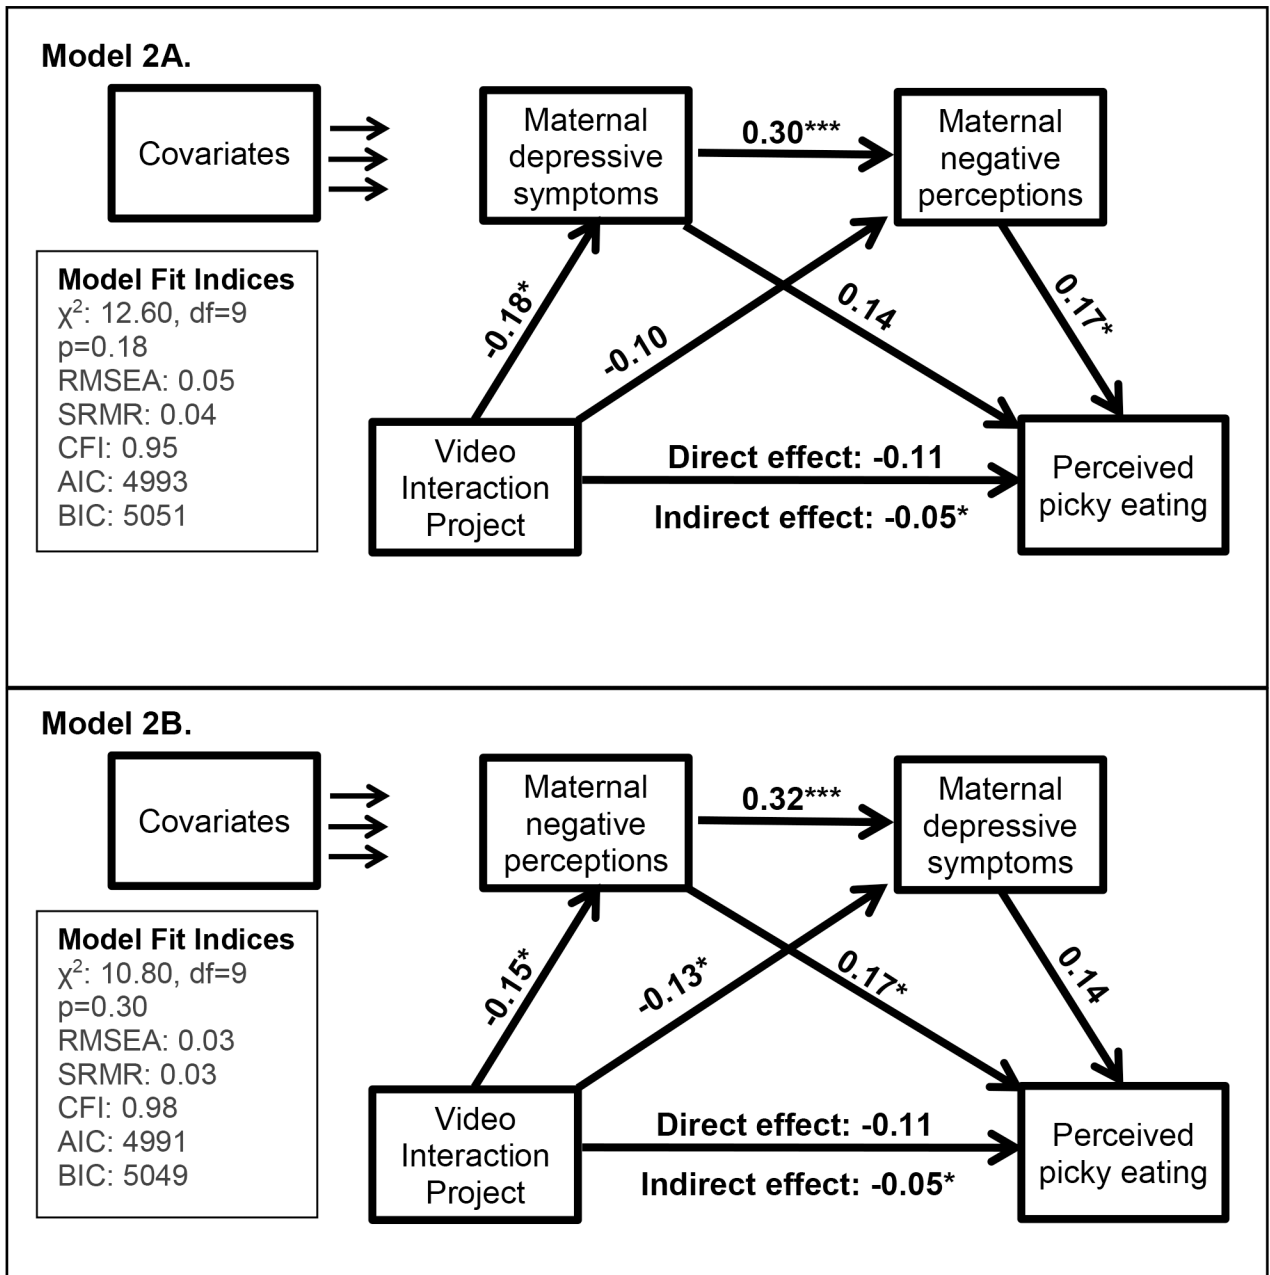 Model 2A.
Covariates
Maternal
depressive
symptoms
0.30***
Maternal
negative
perceptions
Model Fit Indices
χ²: 12.60, df=9
p=0.18
RMSEA: 0.05
SRMR: 0.04
CFI: 0.95
AIC: 4993
BIC: 5051
-0.18*
-0.10
0.14
0.17*
Video
Interaction
Project
Direct effect: -0.11
Indirect effect: -0.05*
Perceived
picky eating
Model 2B.
Covariates
Maternal
negative
perceptions
0.32***
Maternal
depressive
symptoms
Model Fit Indices
χ²: 10.80, df=9
p=0.30
RMSEA: 0.03
SRMR: 0.03
CFI: 0.98
AIC: 4991
BIC: 5049
-0.15*
-0.13*
0.17*
0.14
Video
Interaction
Project
Direct effect: -0.11
Indirect effect: -0.05*
Perceived
picky eating